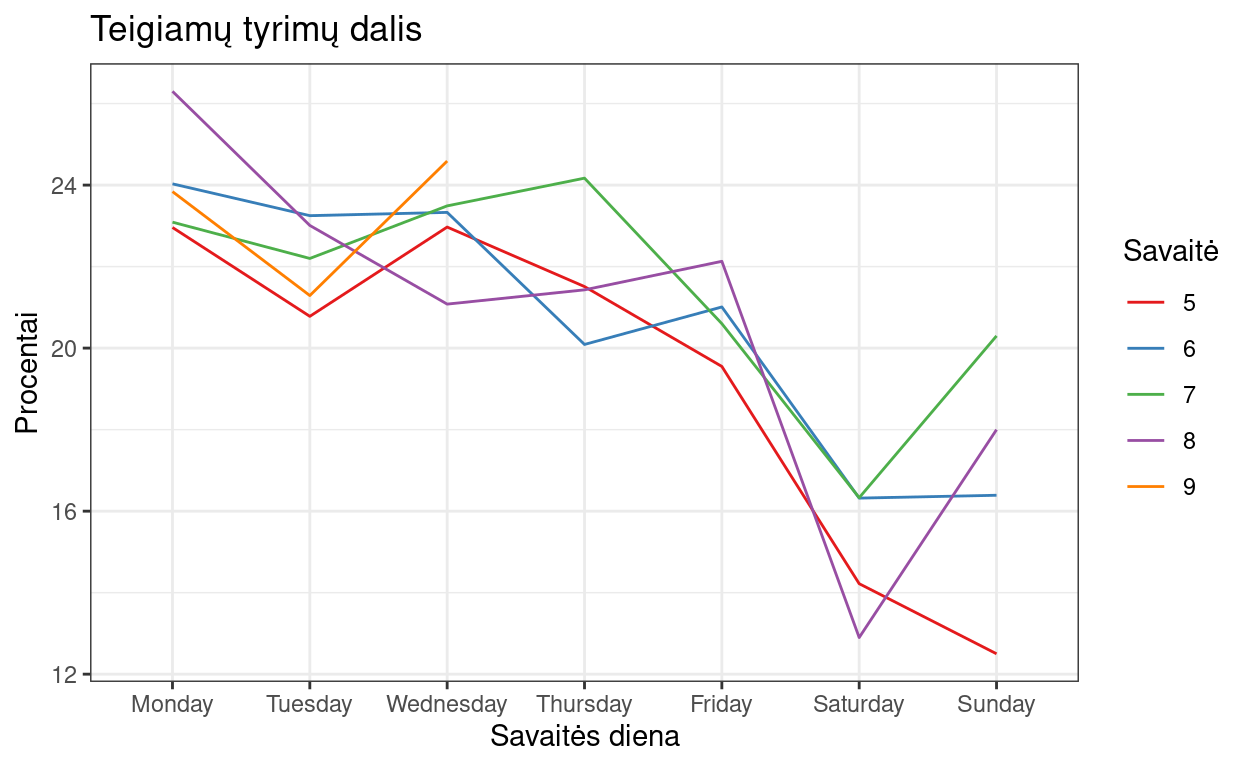 Teigiamų tyrimų dalis
Procentai
24
20
16
12
Monday Tuesday Wednesday Thursday Friday Saturday Sunday
Savaitės diena
Savaitė
5
6
7
8
9